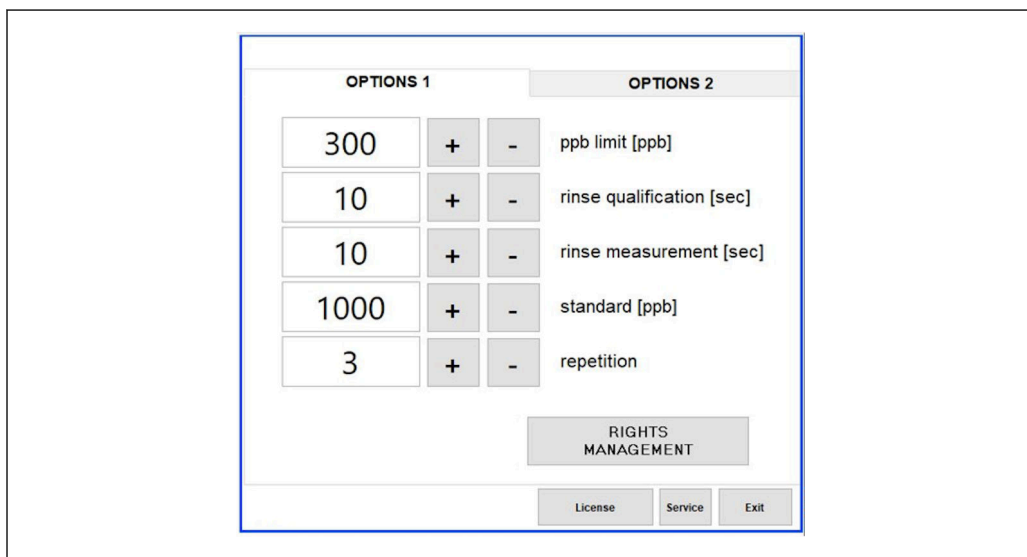 OPTIONS 1 OPTIONS 2
300 + - ppb limit [ppb]
10 + - rinse qualification [sec]
10 + - rinse measurement [sec]
1000 + - standard [ppb]
3 + - repetition
RIGHTS
MANAGEMENT
License Service Exit